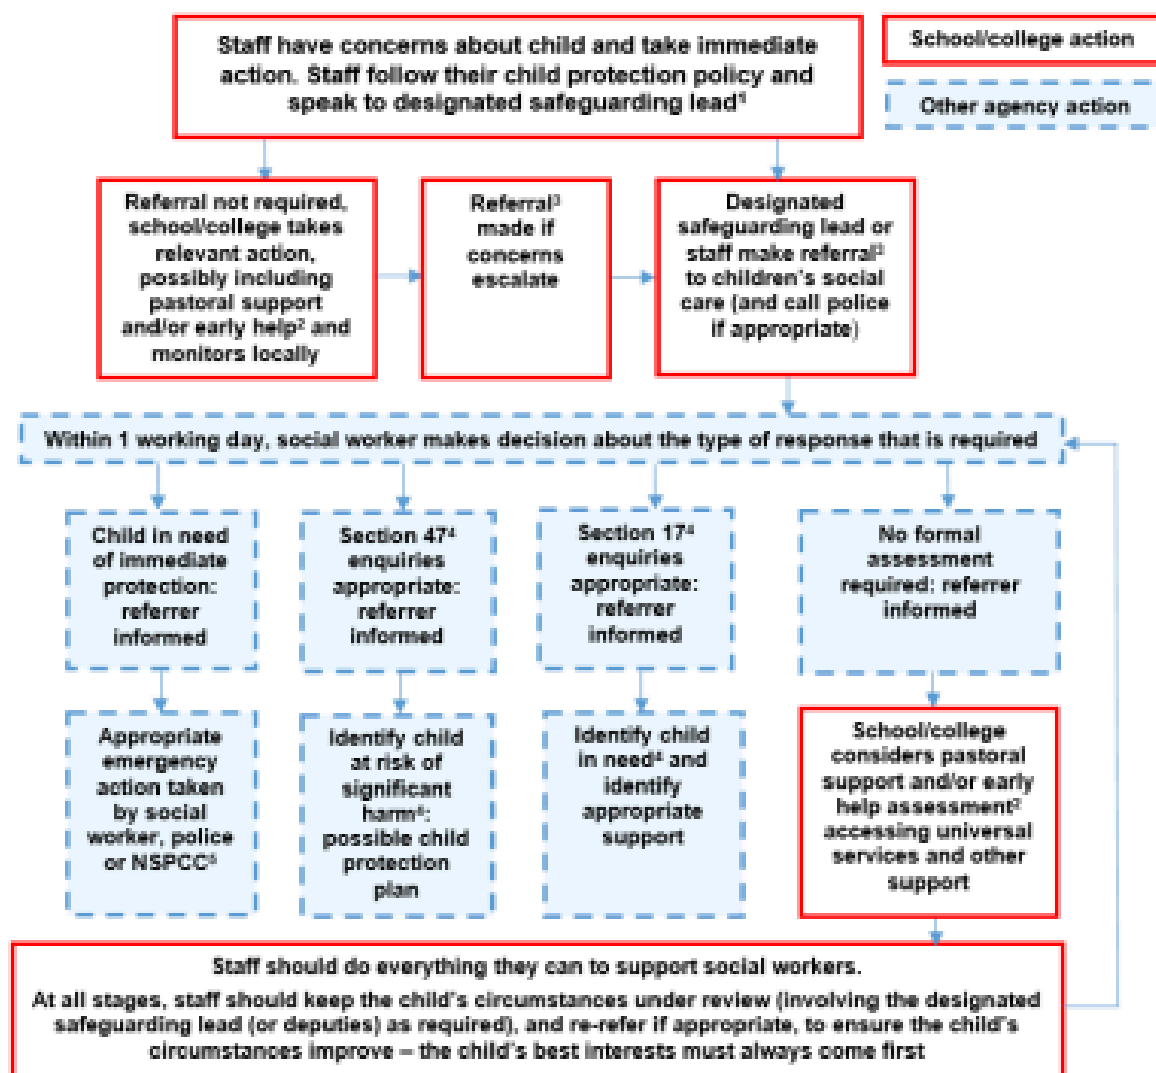 Staff have concerns about child and take immediate
action. Staff follow their child protection policy and
speak to designated safeguarding lead¹
School/college action
Other agency action
Referral not required,
school/college takes
relevant action,
possibly including
pastoral support
and/or early help² and
monitors locally
Referral³
made if
concerns
escalate
Designated
safeguarding lead or
staff make referral³
to children's social
care (and call police
if appropriate)
Within 1 working day, social worker makes decision about the type of response that is required
Child in need
of immediate
protection:
referrer
informed
Section 47⁴
enquiries
appropriate:
referrer
informed
Section 17⁴
enquiries
appropriate:
referrer
informed
No formal
assessment
required: referrer
informed
Appropriate
emergency
action taken
by social
worker, police
or NSPCC⁵
Identify child
at risk of
significant
harm⁴:
possible child
protection
plan
Identify child
in need⁴ and
identify
appropriate
support
School/college
considers pastoral
support and/or early
help assessment²
accessing universal
services and other
support
Staff should do everything they can to support social workers.
At all stages, staff should keep the child's circumstances under review (involving the designated
safeguarding lead (or deputies) as required), and re-refer if appropriate, to ensure the child's
circumstances improve – the child's best interests must always come first